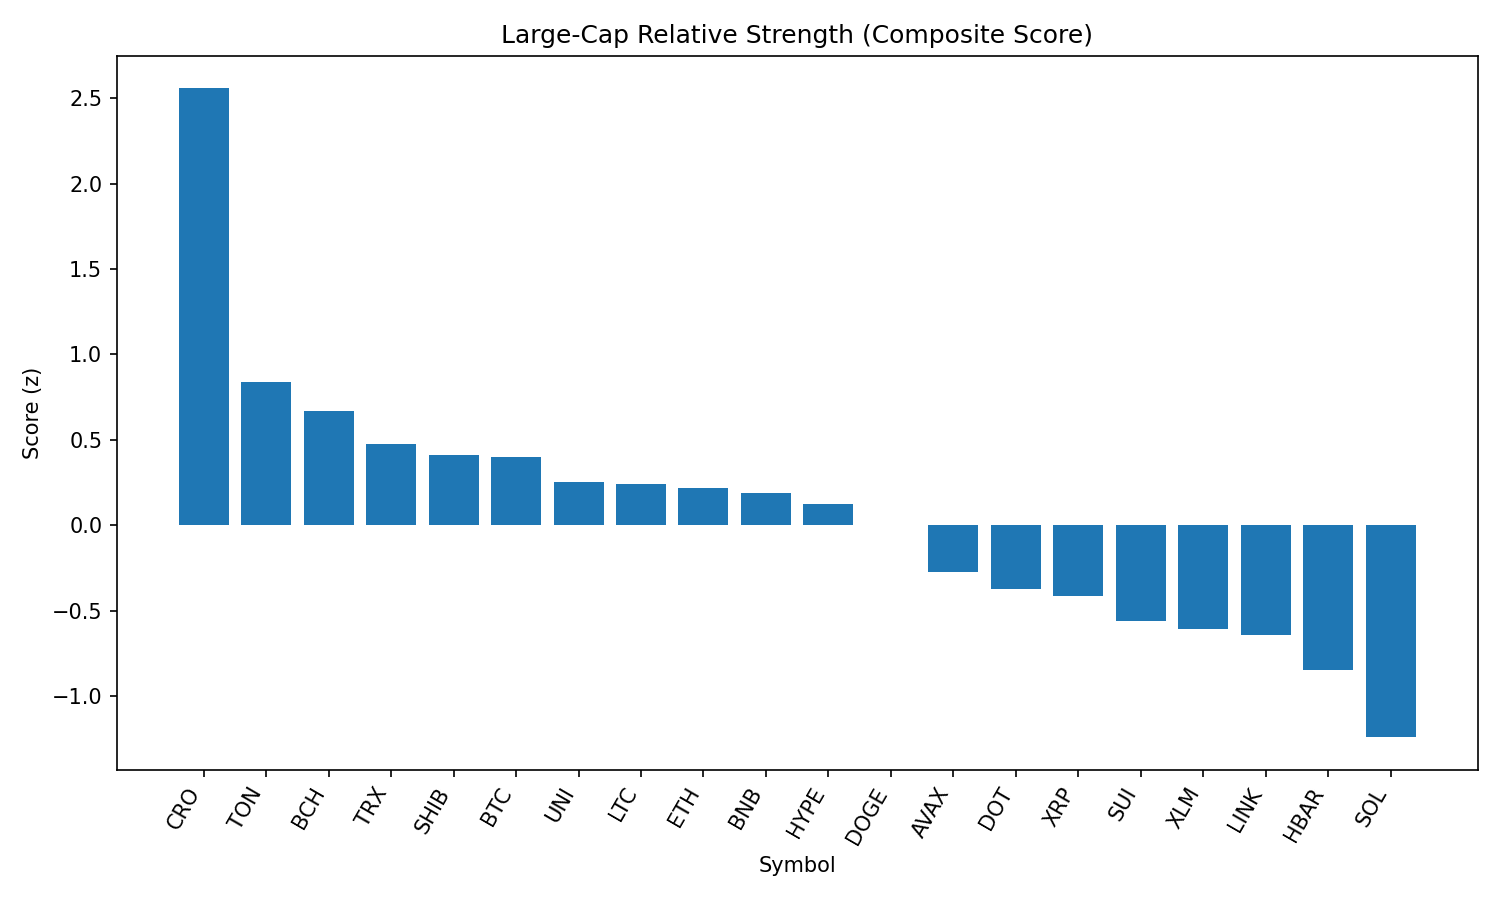 Large-Cap Relative Strength (Composite Score)
Score (z)
2.5
2.0
1.5
1.0
0.5
0.0
−0.5
−1.0
CRO
TON
BCH
TRX
SHIB
BTC
UNI
LTC
ETH
BNB
HYPE
DOGE
AVAX
DOT
XRP
SUI
XLM
LINK
HBAR
SOL
Symbol